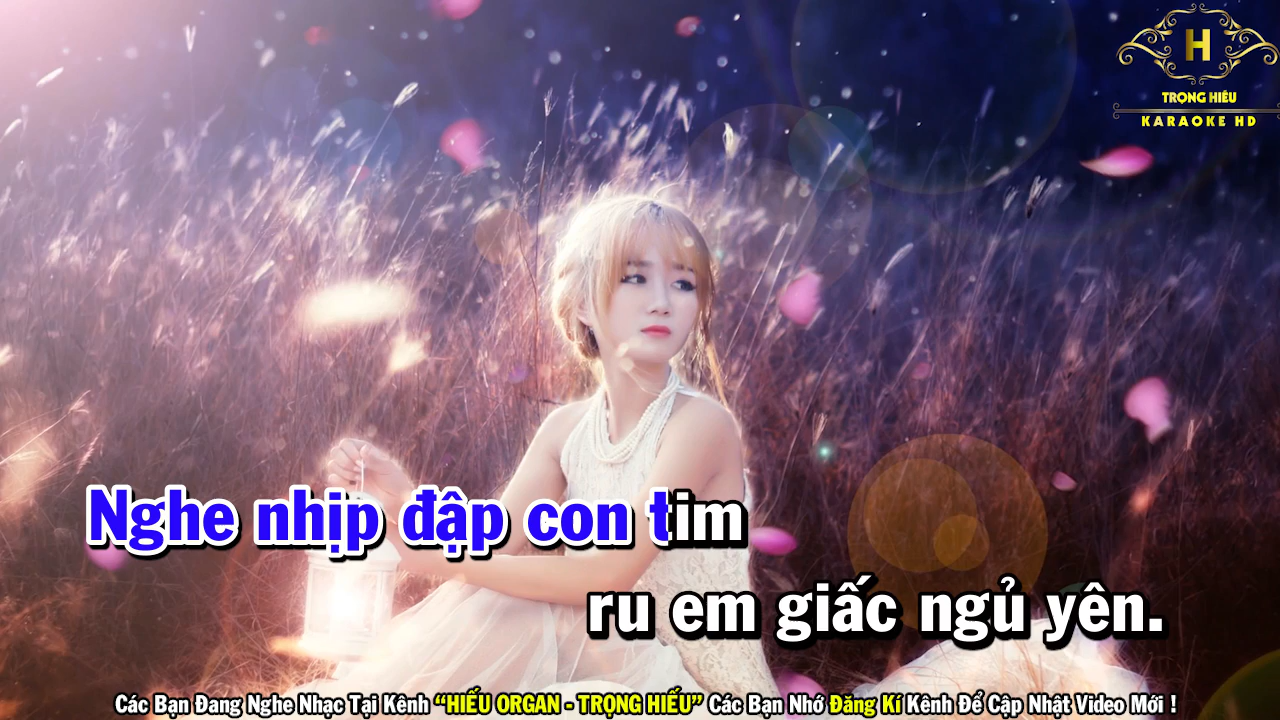 H
TRỌNG HIẾU
KARAOKE HD
Nghe nhịp đập con tim
ru em giấc ngủ yên.
Các Bạn Đang Nghe Nhạc Tại Kênh “HIẾU ORGAN - TRỌNG HIẾU” Các Bạn Nhớ Đăng Kí Kênh Để Cập Nhật Video Mới !